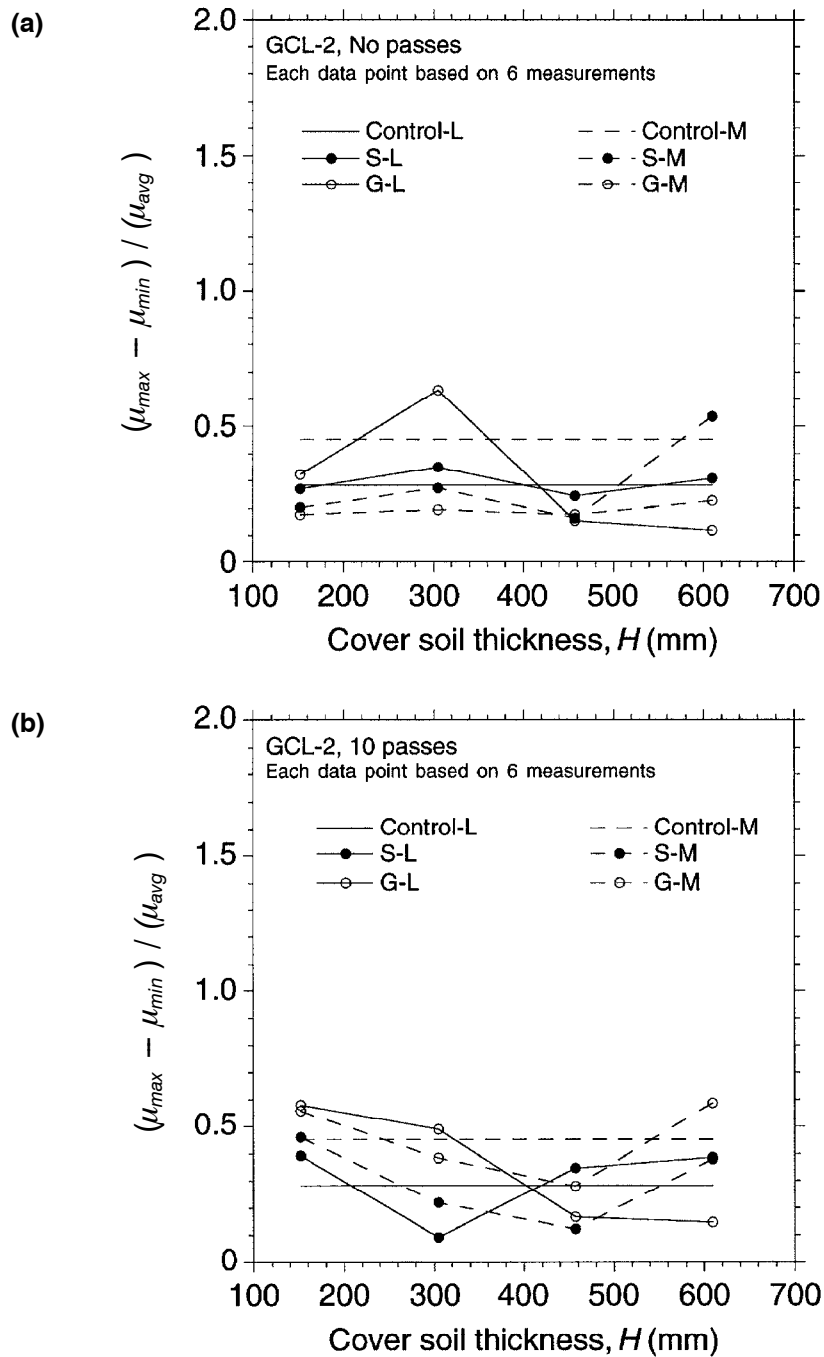 (a)
2.0
GCL-2, No passes
Each data point based on 6 measurements
Control-L
Control-M
S-L
S-M
G-L
G-M
1.5
1.0
0.5
0
(μmax − μmin) / (μavg)
100 200 300 400 500 600 700
Cover soil thickness, H (mm)
(b)
2.0
GCL-2, 10 passes
Each data point based on 6 measurements
Control-L
Control-M
S-L
S-M
G-L
G-M
1.5
1.0
0.5
0
(μmax − μmin) / (μavg)
100 200 300 400 500 600 700
Cover soil thickness, H (mm)